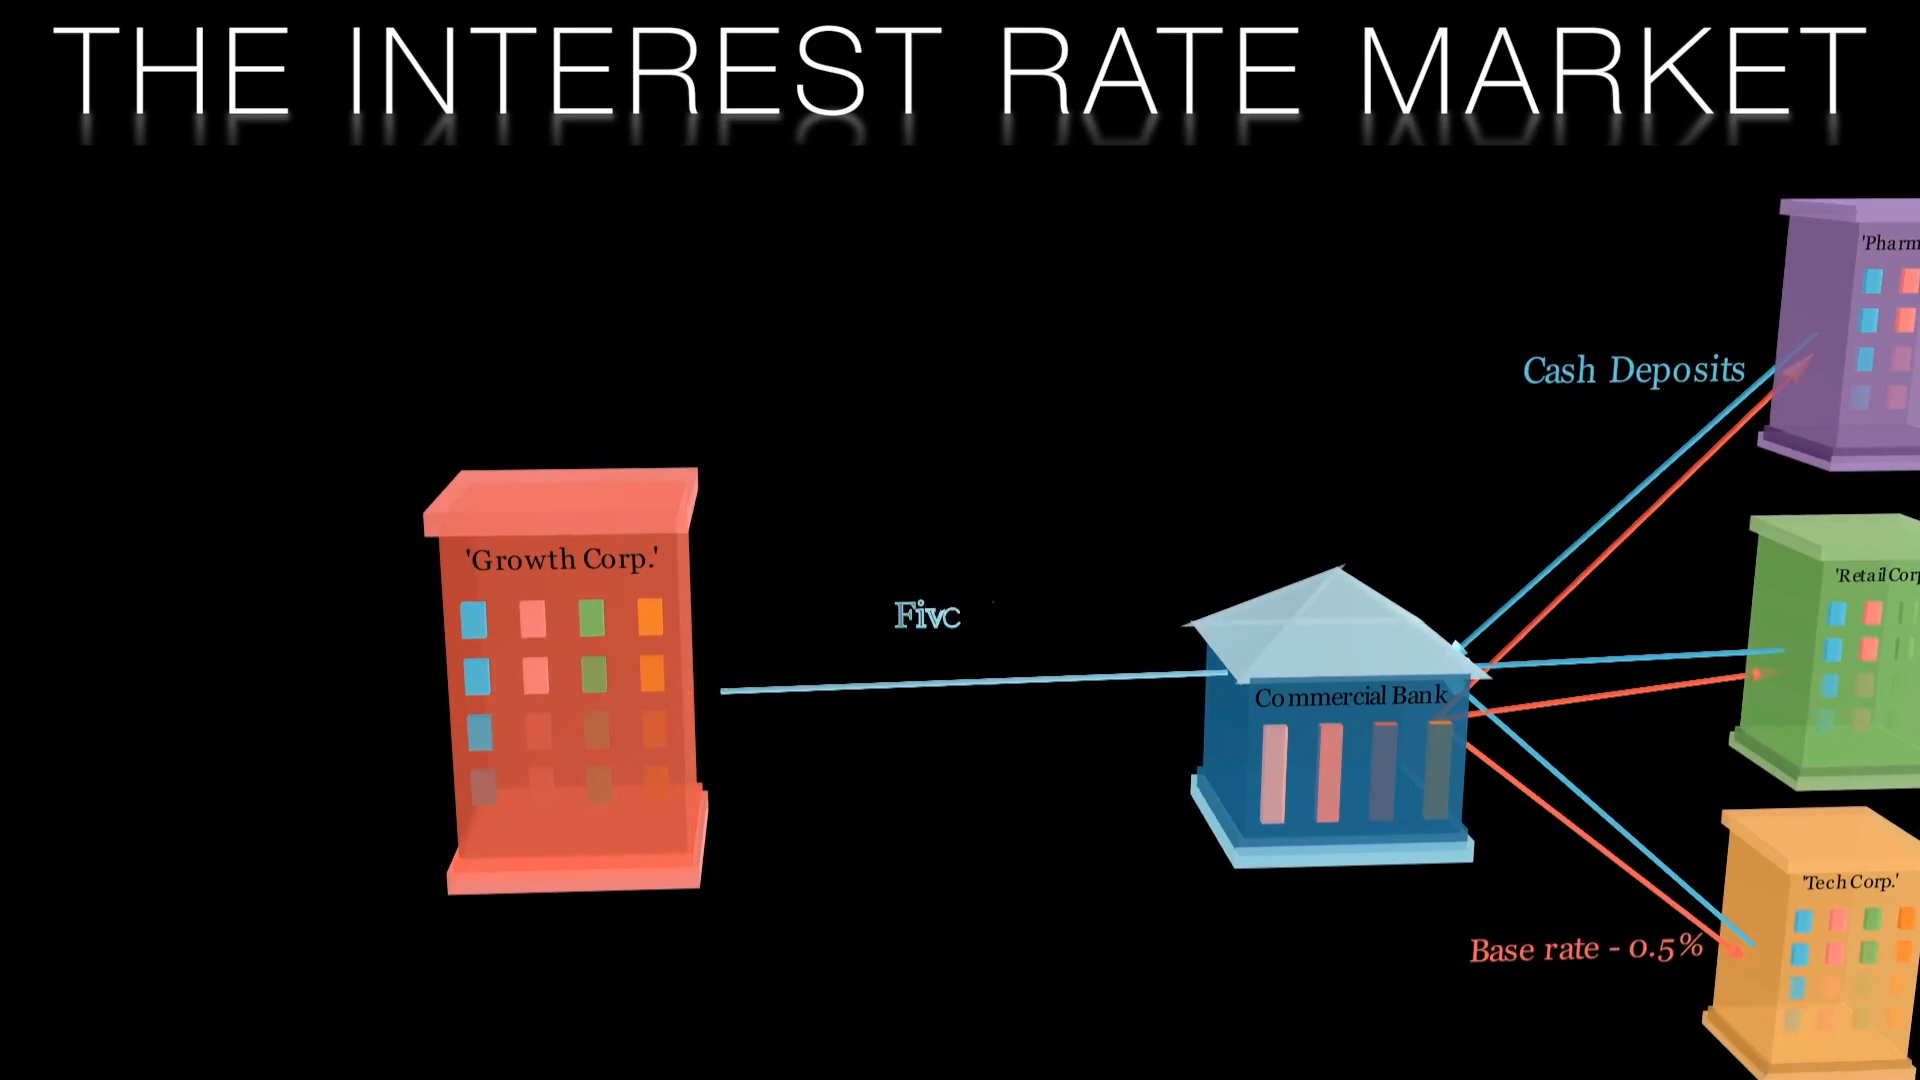 THE INTEREST RATE MARKET
'Pharm
Cash Deposits
'Growth Corp.'
'Retail Corp
Commercial Bank
'Tech Corp.'
Base rate - 0.5%